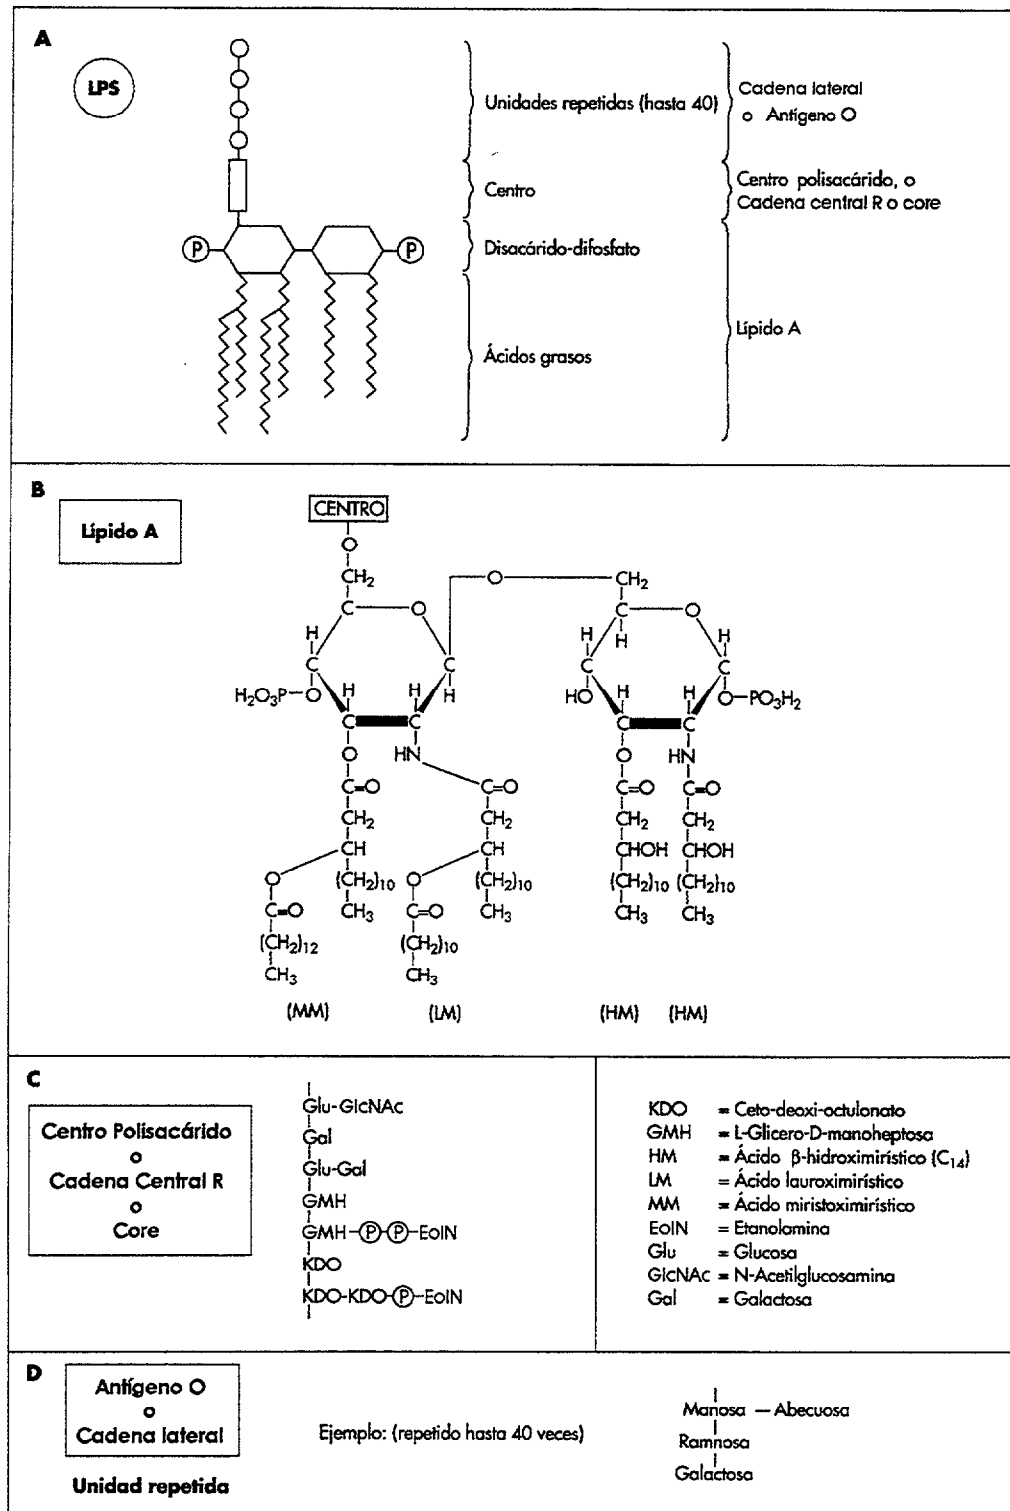 A
LPS
P
P
Unidades repetidas (hasta 40)
Centro
Disacárido-difosfato
Ácidos grasos
Cadena lateral
o Antígeno O
Centro polisacárido, o
Cadena central R o core
Lípido A
B
Lípido A
CENTRO
O
CH₂ O CH₂
C O C O
H H H H
C C C C
H₂O₃P-O H H H HO H H O-PO₃H₂
C C C C
O HN O HN
C=O C=O C=O C=O
CH₂ CH₂ CH₂ CH₂
CH CH CHOH CHOH
O (CH₂)₁₀ O (CH₂)₁₀ (CH₂)₁₀ (CH₂)₁₀
C=O CH₃ C=O CH₃ CH₃ CH₃
(CH₂)₁₂ (CH₂)₁₀
CH₃ CH₃
(MM) (LM) (HM) (HM)
C
Centro Polisacárido
o
Cadena Central R
o
Core
Glu-GlcNAc
Gal
Glu-Gal
GMH
GMH-P-P-EolN
KDO
KDO-KDO-P-EolN
KDO = Ceto-deoxi-octulonato
GMH = L-Glicero-D-manoheptosa
HM = Ácido β-hidroximirístico (C₁₄)
LM = Ácido lauroximirístico
MM = Ácido miristoximirístico
EolN = Etanolamina
Glu = Glucosa
GlcNAc = N-Acetilglucosamina
Gal = Galactosa
D
Antígeno O
o
Cadena lateral
Unidad repetida
Ejemplo: (repetido hasta 40 veces)
Manosa — Abecuosa
Ramnosa
Galactosa